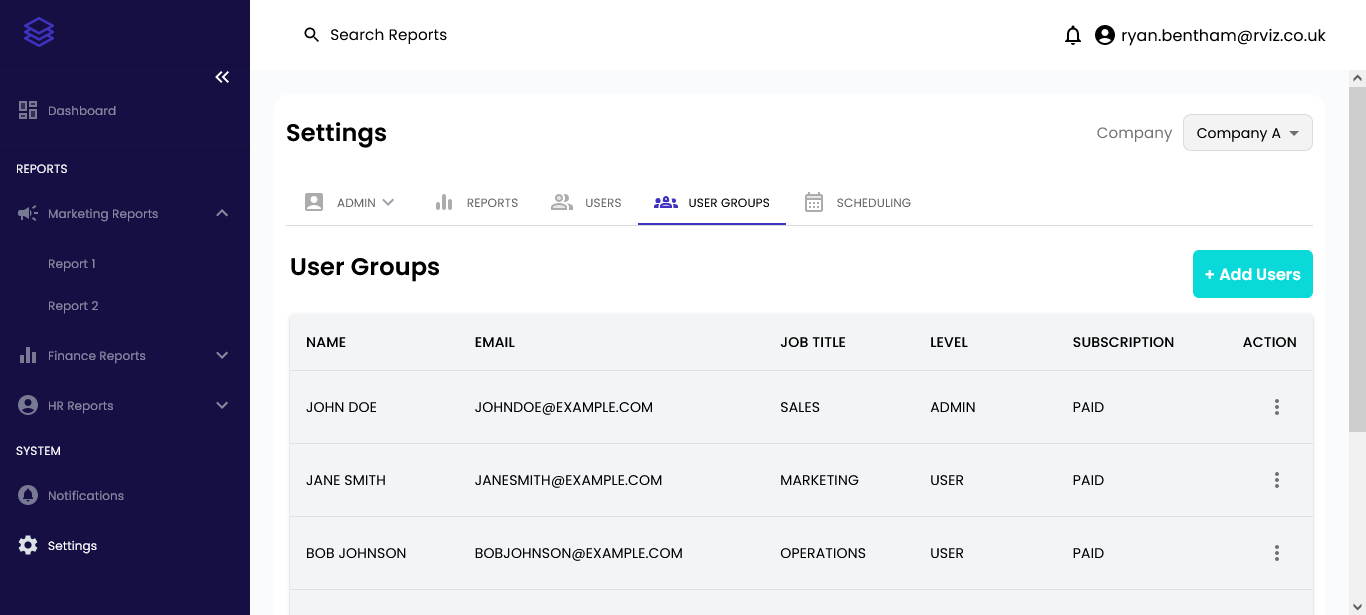 Search Reports
ryan.bentham@rviz.co.uk
Dashboard
REPORTS
Marketing Reports
Report 1
Report 2
Finance Reports
HR Reports
SYSTEM
Notifications
Settings
Settings
Company Company A
ADMIN REPORTS USERS USER GROUPS SCHEDULING
User Groups
+ Add Users
NAME EMAIL JOB TITLE LEVEL SUBSCRIPTION ACTION
JOHN DOE JOHNDOE@EXAMPLE.COM SALES ADMIN PAID
JANE SMITH JANESMITH@EXAMPLE.COM MARKETING USER PAID
BOB JOHNSON BOBJOHNSON@EXAMPLE.COM OPERATIONS USER PAID